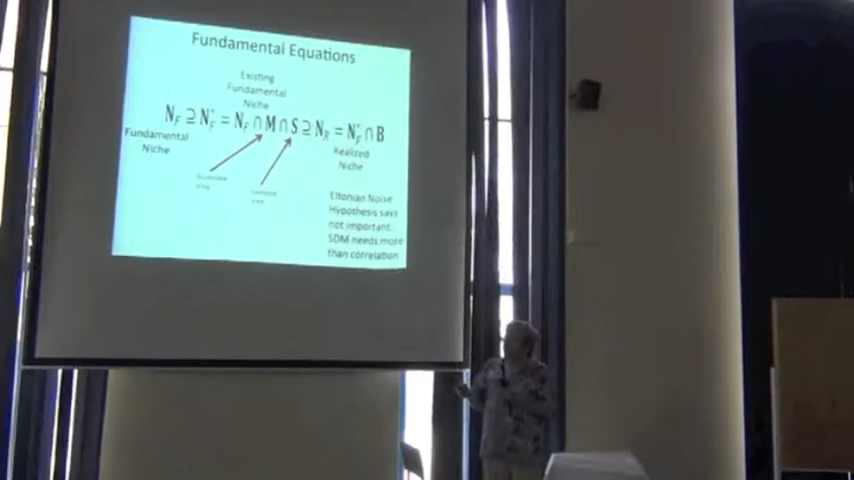 Fundamental Equations
Existing
Fundamental
Niche
N_F ⊇ N_F^* = N_F ∩ M ∩ S ⊇ N_R = N_F^* ∩ B
Fundamental
Niche
Realized
Niche
Eltonian Noise
Hypothesis says
not important.
SDM needs more
than correlation